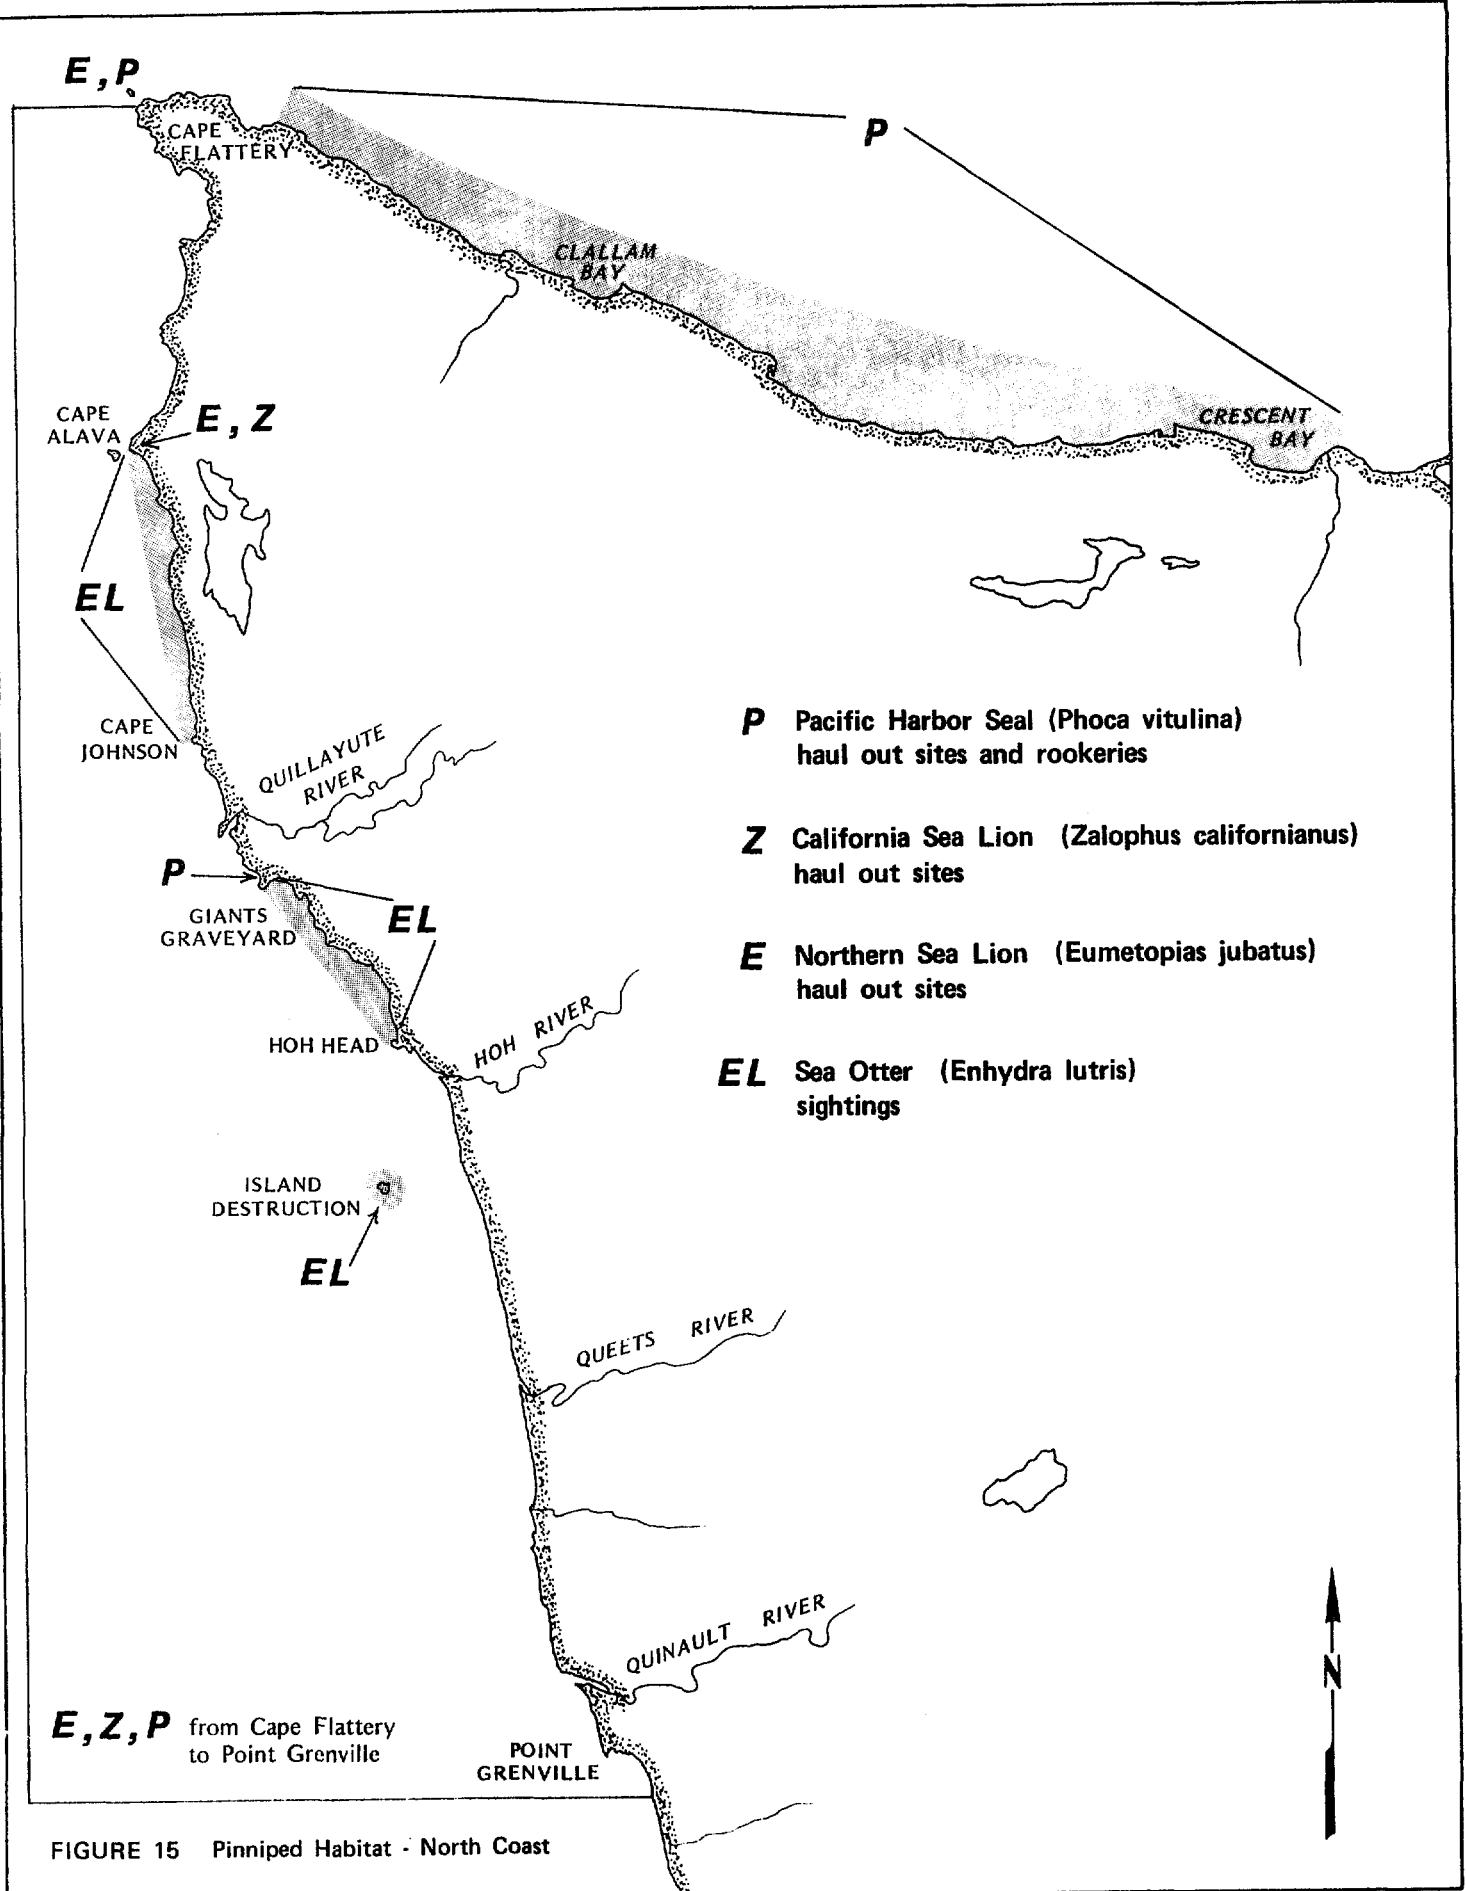 E, P
CAPE
FLATTERY
P
CLALLAM
BAY
CRESCENT
BAY
CAPE
ALAVA
E, Z
EL
CAPE
JOHNSON
QUILLAYUTE
RIVER
P
GIANTS
GRAVEYARD
EL
HOH HEAD
HOH RIVER
ISLAND
DESTRUCTION
EL
QUEETS RIVER
QUINAULT RIVER
POINT
GRENVILLE
P Pacific Harbor Seal (Phoca vitulina)
haul out sites and rookeries
Z California Sea Lion (Zalophus californianus)
haul out sites
E Northern Sea Lion (Eumetopias jubatus)
haul out sites
EL Sea Otter (Enhydra lutris)
sightings
N
E, Z, P from Cape Flattery
to Point Grenville
FIGURE 15 Pinniped Habitat - North Coast